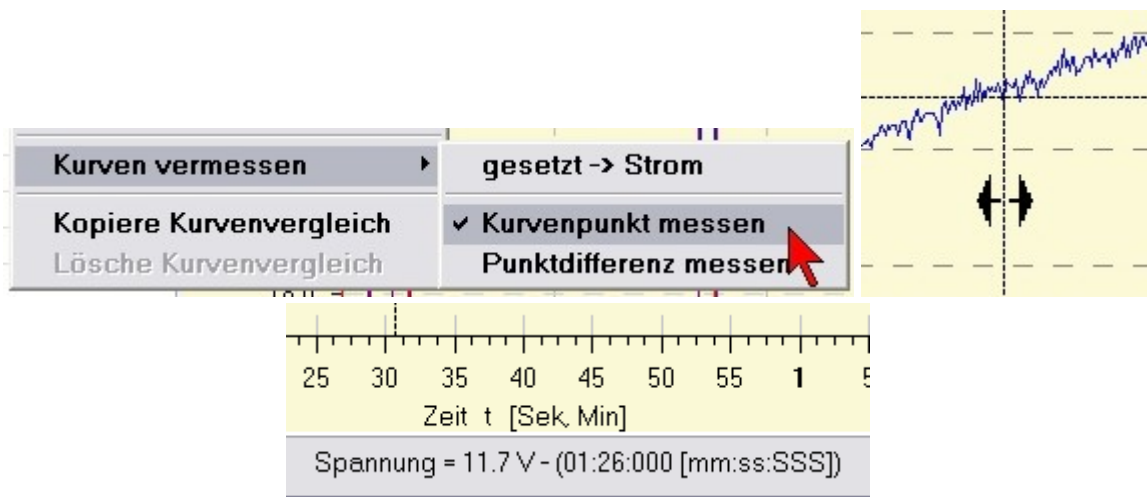 Kurven vermessen
gesetzt -> Strom
Kopiere Kurvenvergleich
Kurvenpunkt messen
Lösche Kurvenvergleich
Punktdifferenz messen
25 30 35 40 45 50 55 1
Zeit t [Sek, Min]
Spannung = 11.7 V - (01:26:000 [mm:ss:SSS])